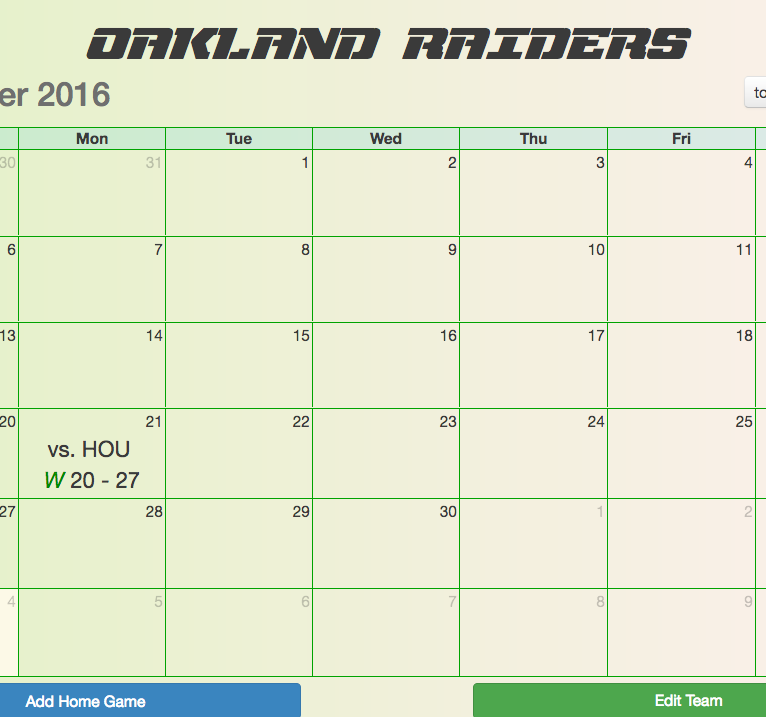 OAKLAND RAIDERS
er 2016
to
Mon Tue Wed Thu Fri
30 31 1 2 3 4
6 7 8 9 10 11
13 14 15 16 17 18
20 21 22 23 24 25
vs. HOU
W 20 - 27
27 28 29 30 1 2
4 5 6 7 8 9
Add Home Game Edit Team